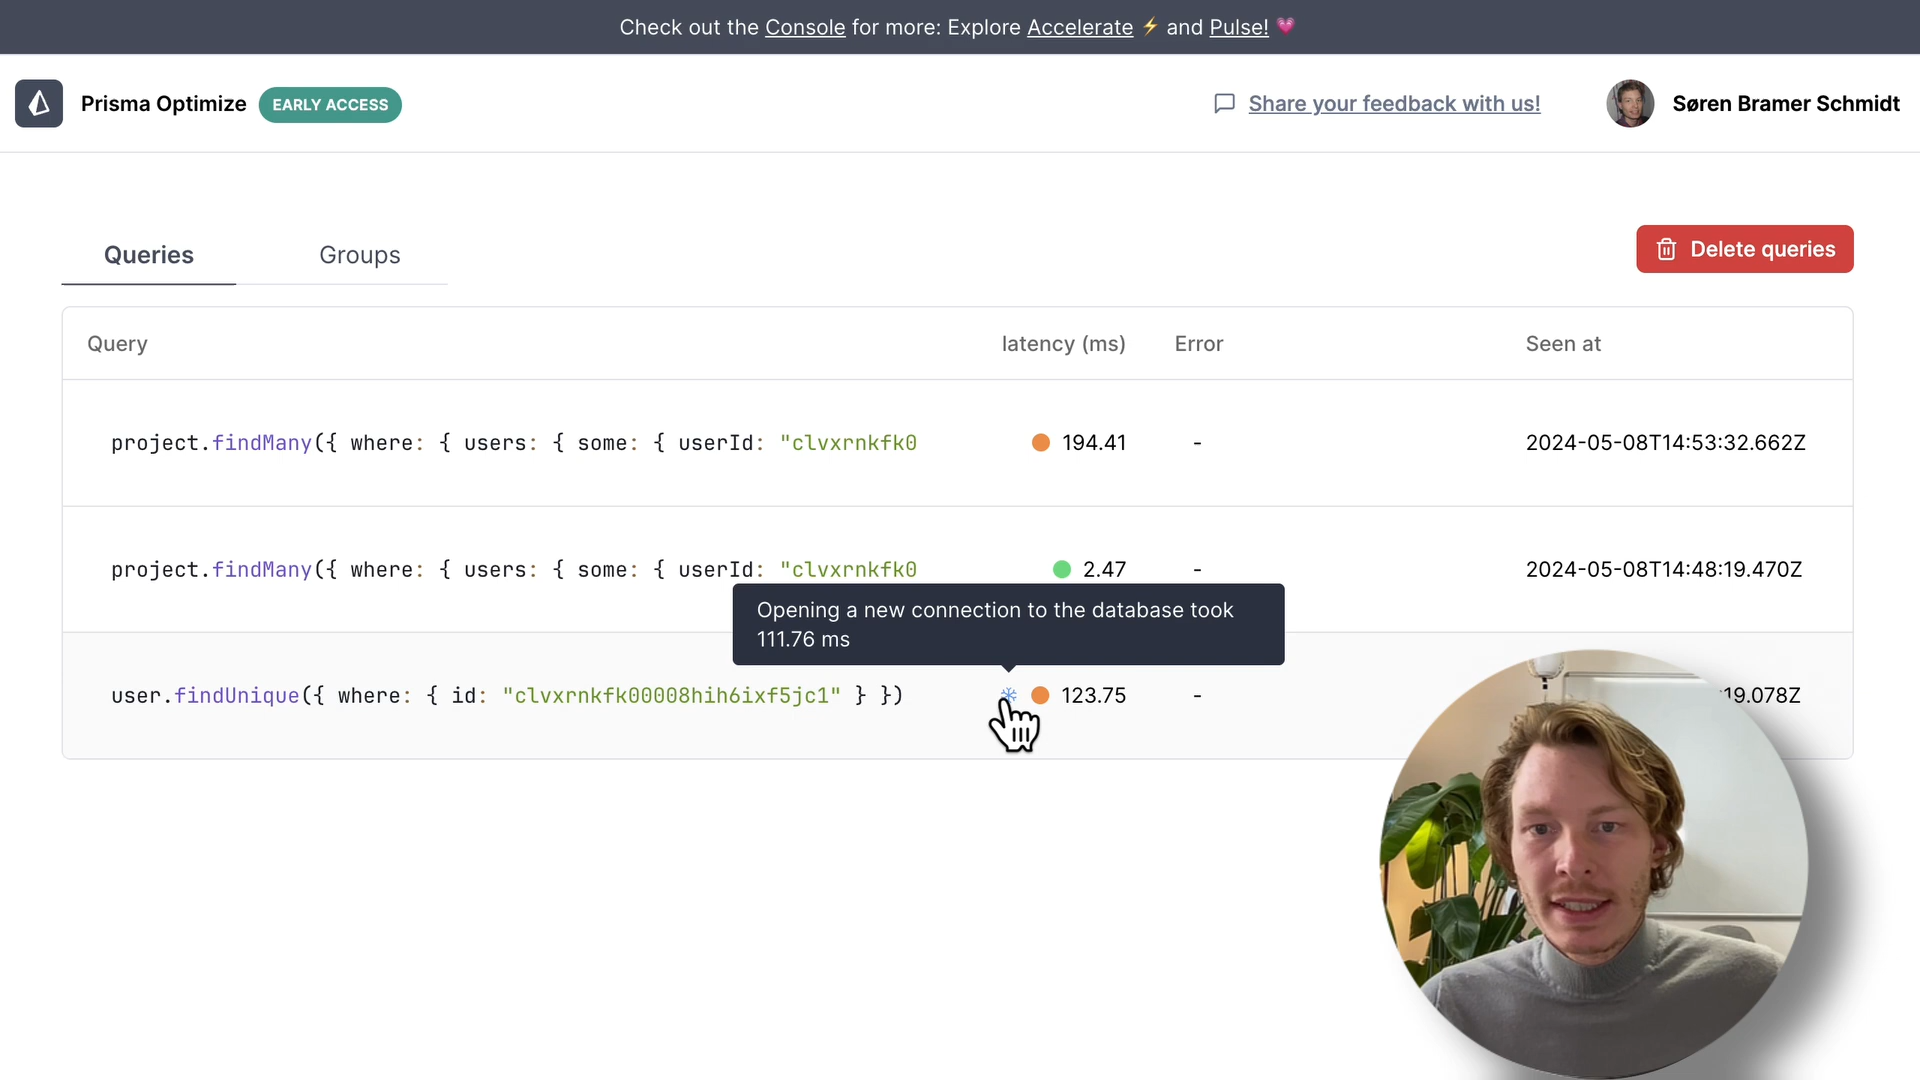 Check out the Console for more: Explore Accelerate ⚡ and Pulse! 💗
Prisma Optimize EARLY ACCESS
Share your feedback with us!
Søren Bramer Schmidt
Queries Groups
Delete queries
Query latency (ms) Error Seen at
project.findMany({ where: { users: { some: { userId: "clvxrnkfk0 194.41 - 2024-05-08T14:53:32.662Z
project.findMany({ where: { users: { some: { userId: "clvxrnkfk0 2.47 - 2024-05-08T14:48:19.470Z
Opening a new connection to the database took
111.76 ms
user.findUnique({ where: { id: "clvxrnkfk00008hih6ixf5jc1" } }) 123.75 - :19.078Z